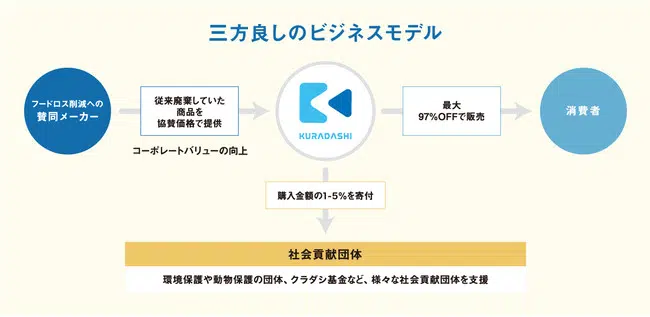 三方良しのビジネスモデル
フードロス削減への
賛同メーカー
従来廃棄していた
商品を
協賛価格で提供
コーポレートバリューの向上
KURADASHI
最大
97%OFFで販売
消費者
購入金額の1-5%を寄付
社会貢献団体
環境保護や動物保護の団体、クラダシ基金など、様々な社会貢献団体を支援